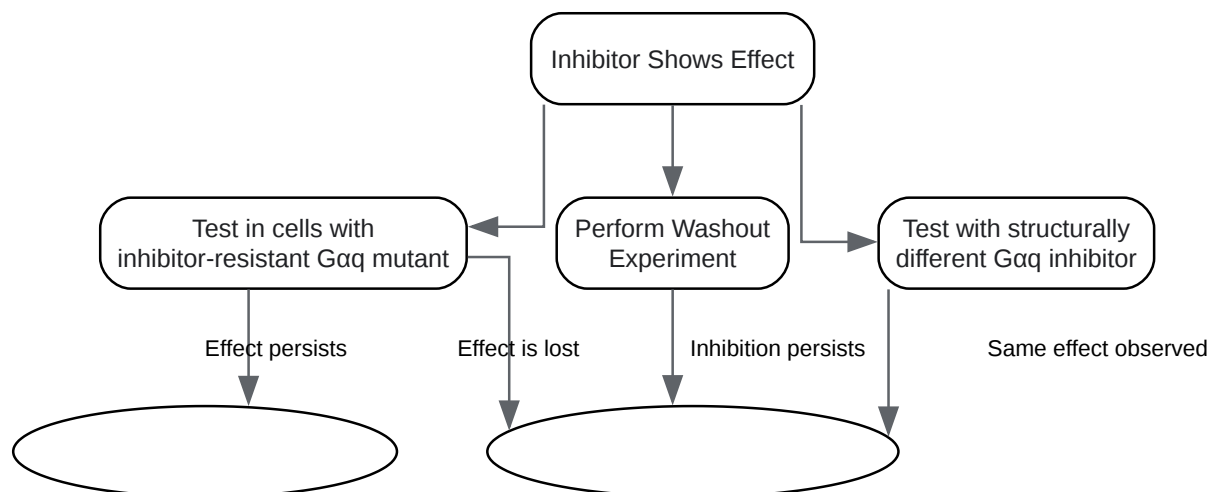 Inhibitor Shows Effect
Test in cells with
inhibitor-resistant Gαq mutant
Perform Washout
Experiment
Test with structurally
different Gαq inhibitor
Effect persists
Effect is lost
Inhibition persists
Same effect observed